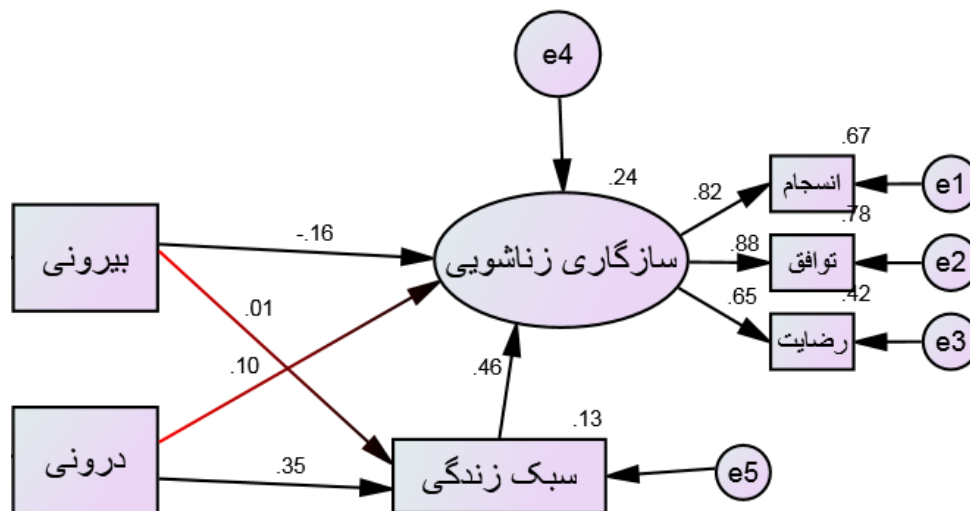 e4
.67
.24
انسجام
e1
.82
.78
بیرونی
-.16
سازگاری زناشویی
.88
توافق
e2
.01
.65
.42
رضایت
e3
.10
.46
.13
درونی
.35
سبک زندگی
e5